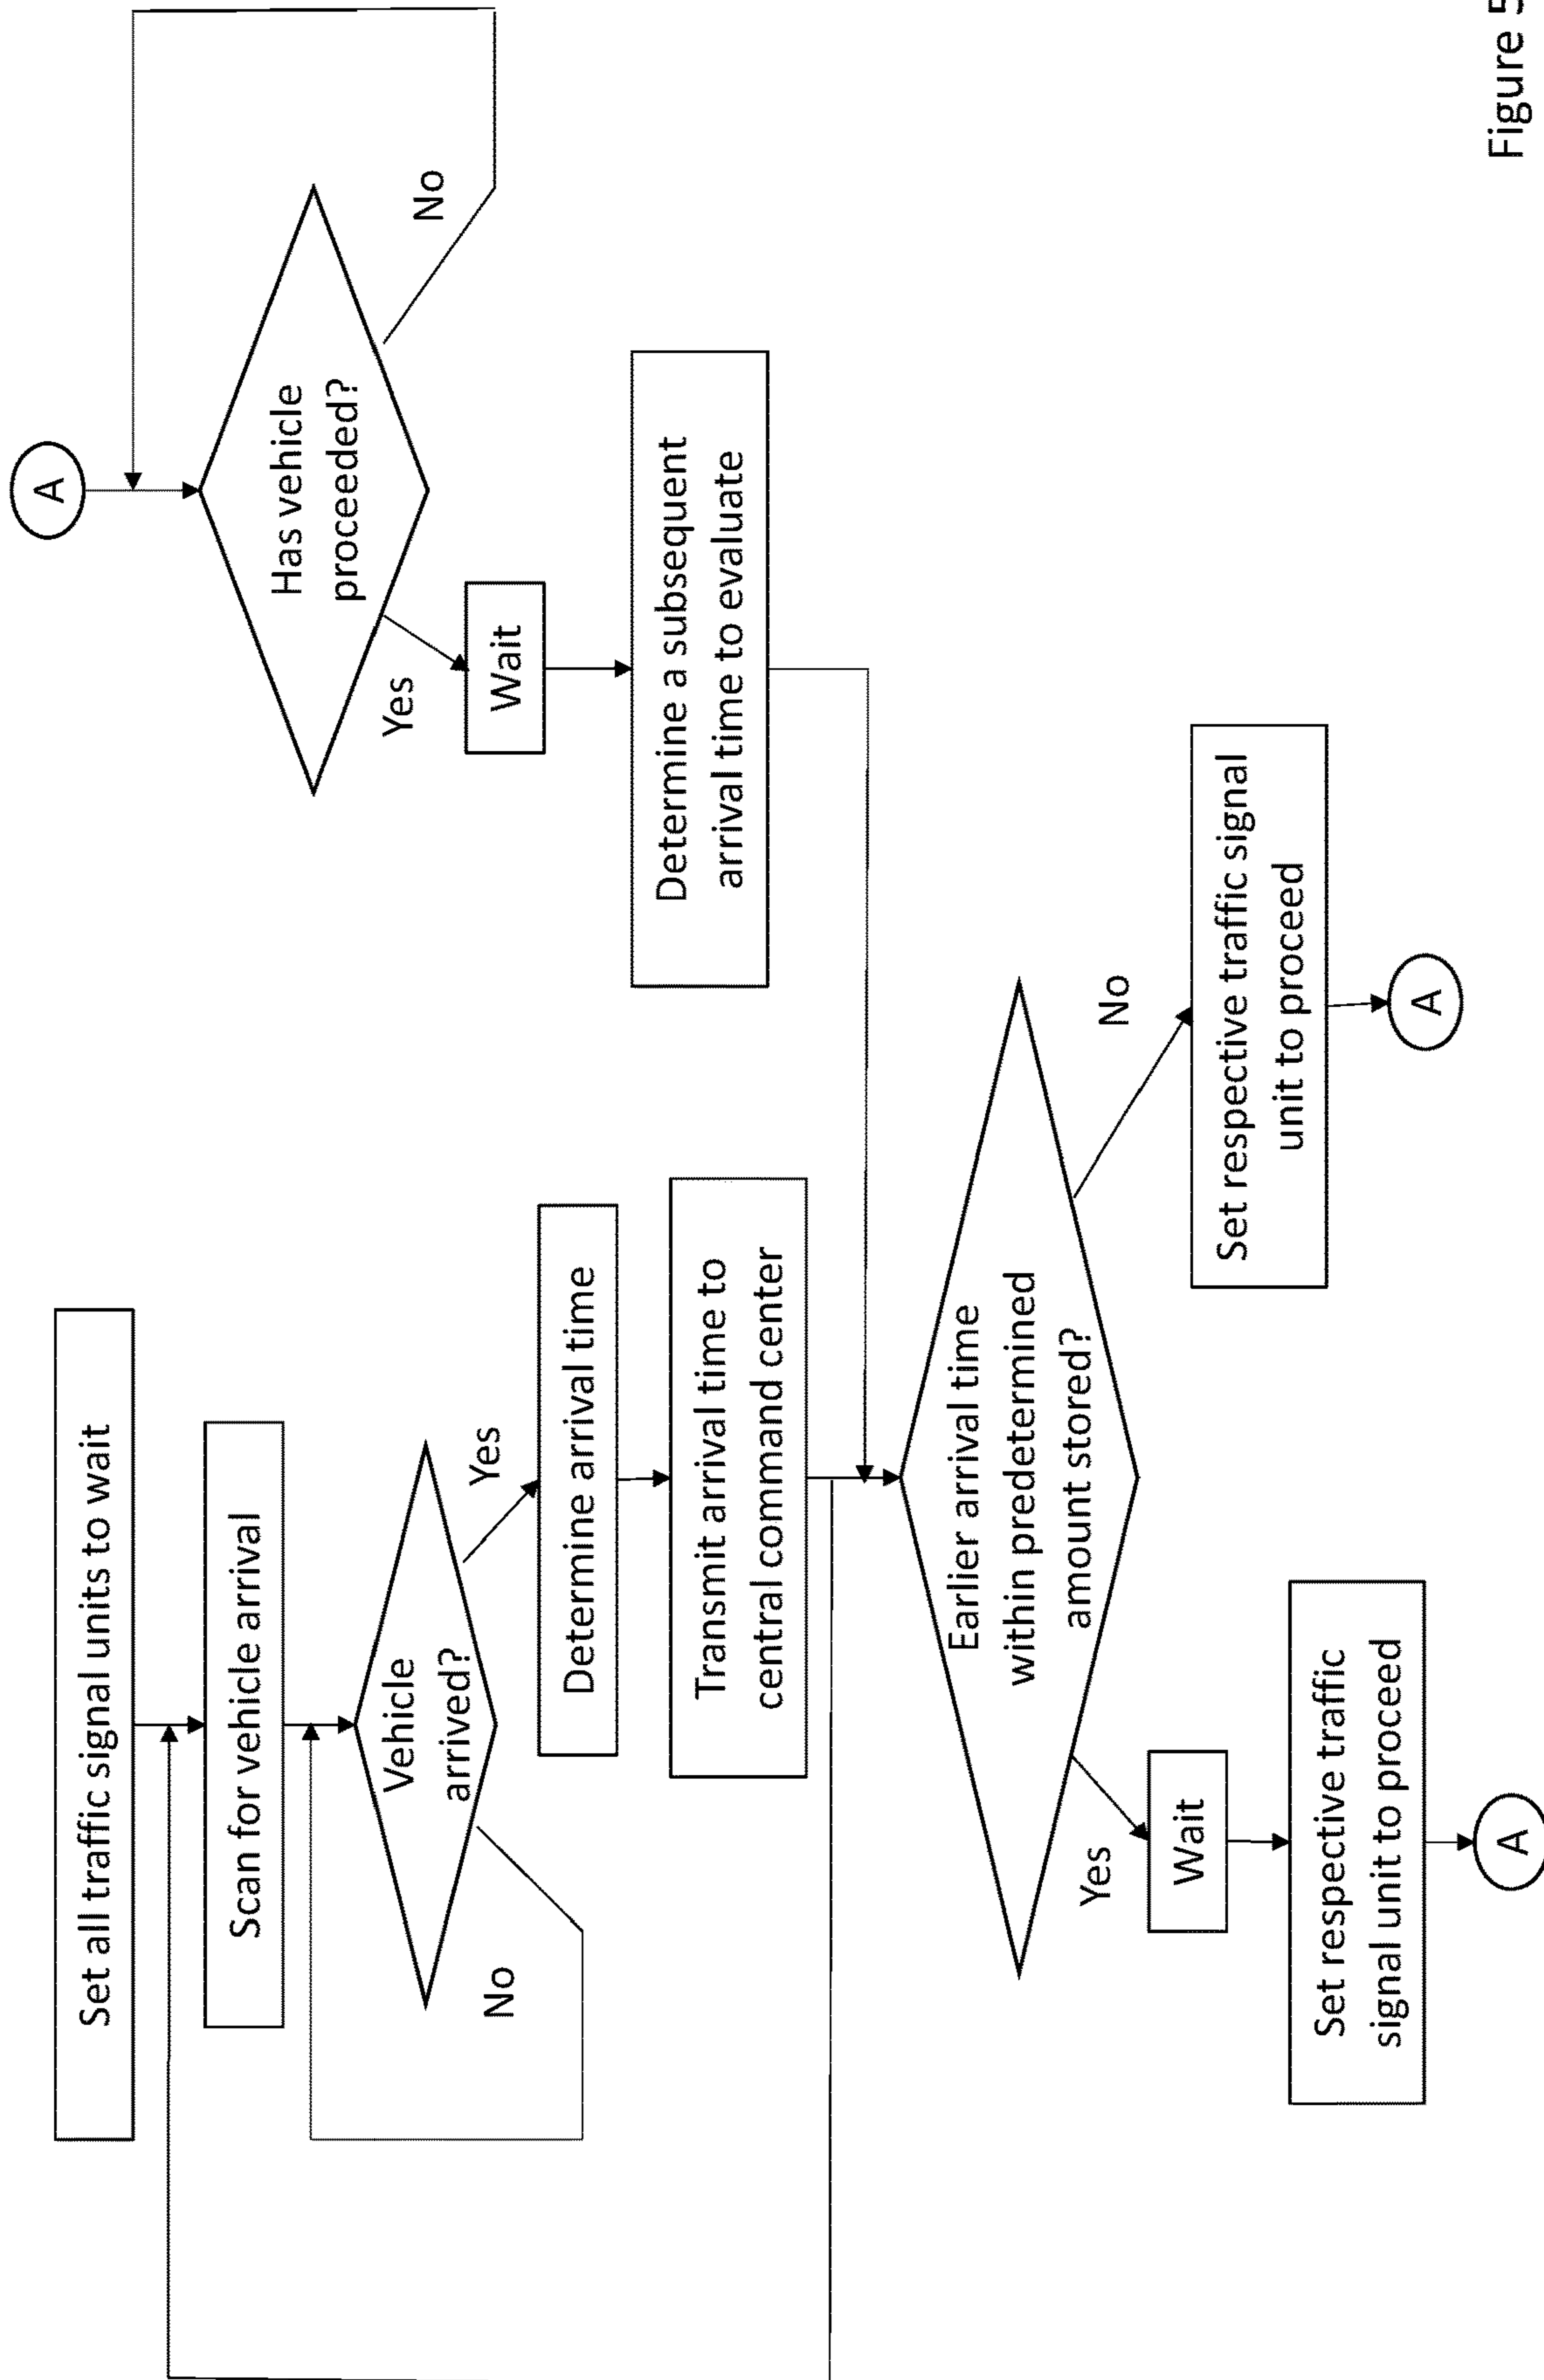 Set all traffic signal units to wait
Scan for vehicle arrival
Vehicle
arrived?
No
Yes
Determine arrival time
Transmit arrival time to
central command center
Earlier arrival time
within predetermined
amount stored?
Yes
Wait
Set respective traffic
signal unit to proceed
A
No
Set respective traffic signal
unit to proceed
A
A
Has vehicle
proceeded?
No
Yes
Wait
Determine a subsequent
arrival time to evaluate
Figure 5